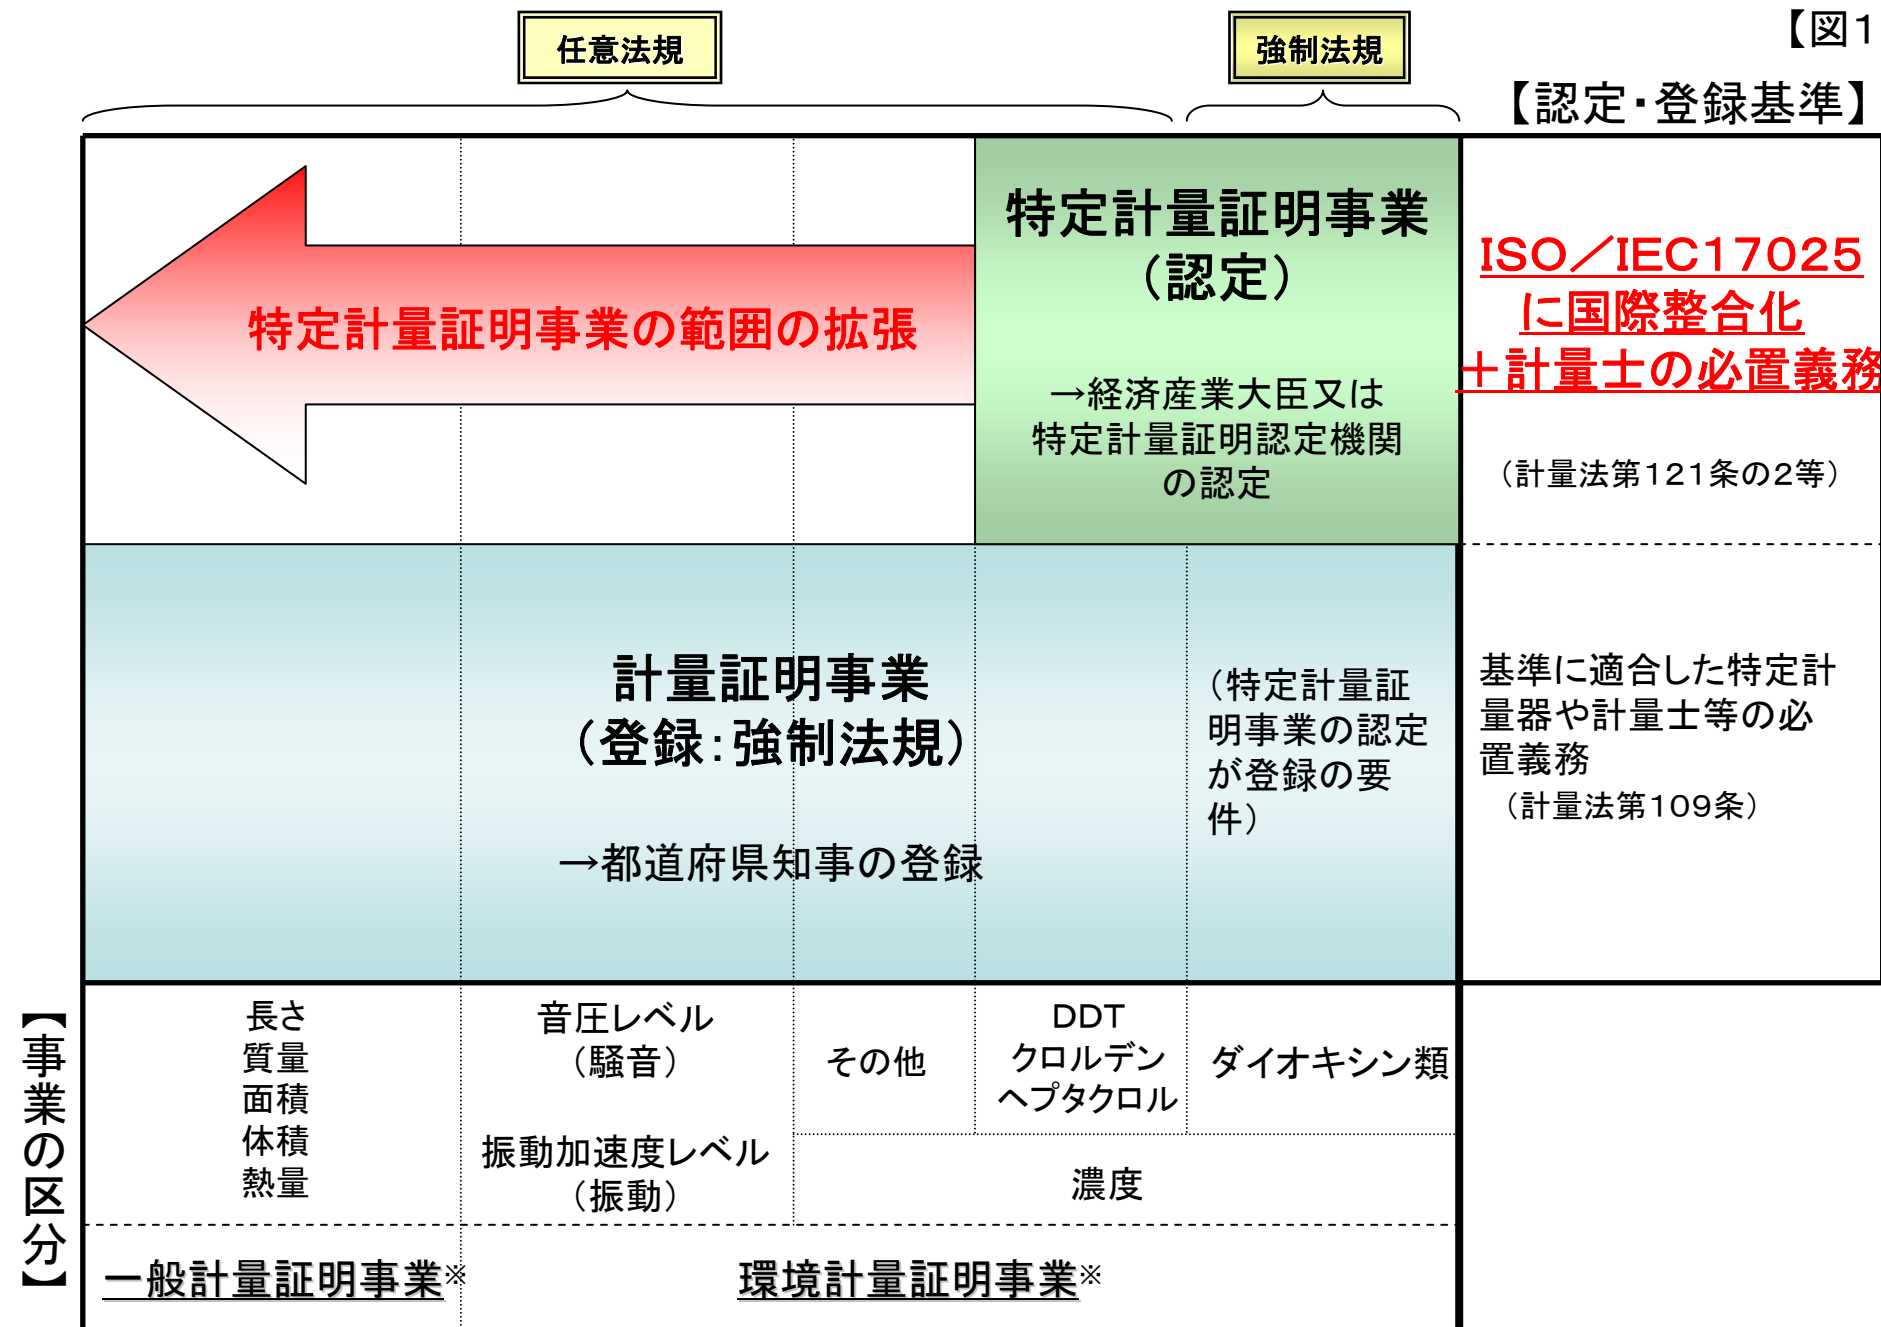 【図1
任意法規
強制法規
【認定・登録基準】
特定計量証明事業の範囲の拡張
特定計量証明事業
（認定）
→経済産業大臣又は
特定計量証明認定機関
の認定
ISO／IEC17025
に国際整合化
＋計量士の必置義務
（計量法第121条の2等）
計量証明事業
（登録：強制法規）
→都道府県知事の登録
（特定計量証
明事業の認定
が登録の要
件）
基準に適合した特定計
量器や計量士等の必
置義務
（計量法第109条）
【事業の区分】
長さ
質量
面積
体積
熱量
音圧レベル
（騒音）
振動加速度レベル
（振動）
その他
DDT
クロルデン
ヘプタクロル
ダイオキシン類
濃度
一般計量証明事業※
環境計量証明事業※